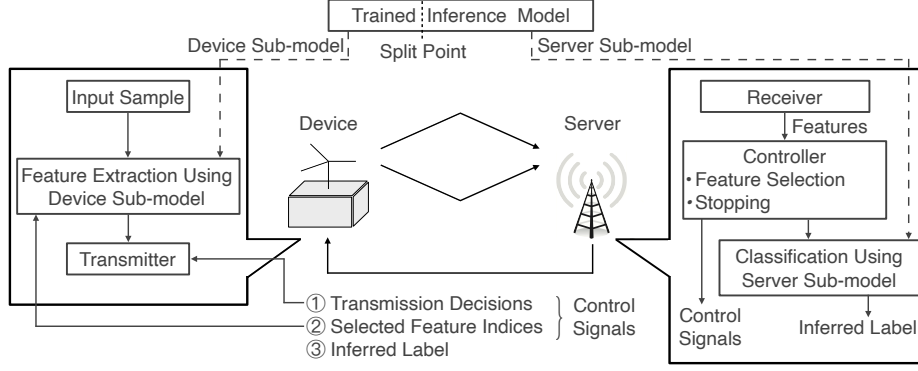 Trained Inference Model
Device Sub-model
Split Point
Server Sub-model
Input Sample
Feature Extraction Using
Device Sub-model
Transmitter
Device
Server
Receiver
Features
Controller
• Feature Selection
• Stopping
Classification Using
Server Sub-model
Control
Signals
Inferred Label
① Transmission Decisions
② Selected Feature Indices
③ Inferred Label
Control
Signals